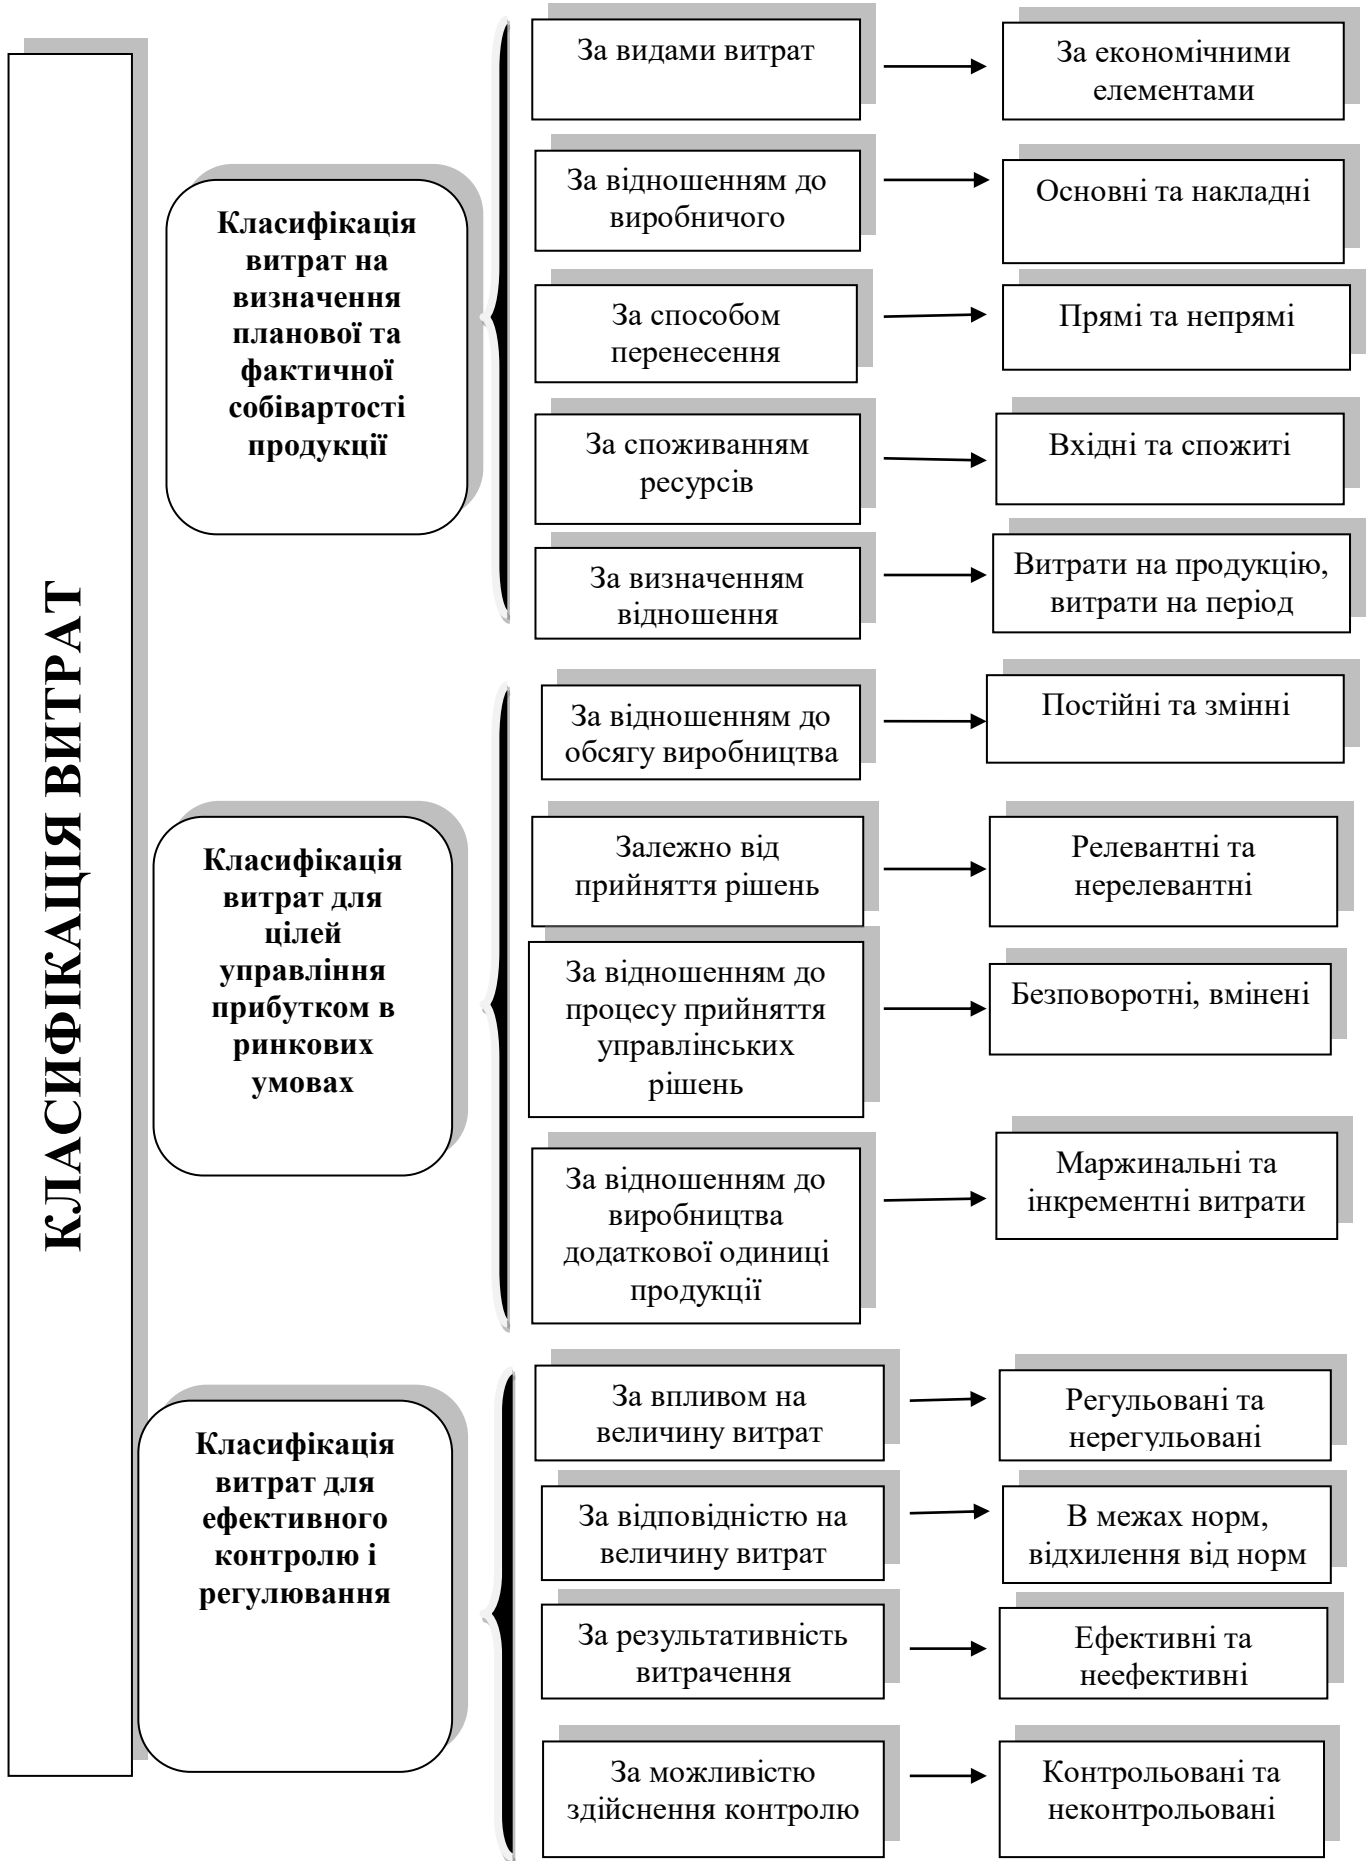 КЛАСИФІКАЦІЯ ВИТРАТ
Класифікація
витрат на
визначення
планової та
фактичної
собівартості
продукції
За видами витрат
За економічними
елементами
За відношенням до
виробничого
Основні та накладні
За способом
перенесення
Прямі та непрямі
За споживанням
ресурсів
Вхідні та спожиті
За визначенням
відношення
Витрати на продукцію,
витрати на період
Класифікація
витрат для
цілей
управління
прибутком в
ринкових
умовах
За відношенням до
обсягу виробництва
Постійні та змінні
Залежно від
прийняття рішень
Релевантні та
нерелевантні
За відношенням до
процесу прийняття
управлінських
рішень
Безповоротні, вмінені
За відношенням до
виробництва
додаткової одиниці
продукції
Маржинальні та
інкрементні витрати
Класифікація
витрат для
ефективного
контролю і
регулювання
За впливом на
величину витрат
Регульовані та
нерегульовані
За відповідністю на
величину витрат
В межах норм,
відхилення від норм
За результативність
витрачення
Ефективні та
неефективні
За можливістю
здійснення контролю
Контрольовані та
неконтрольовані